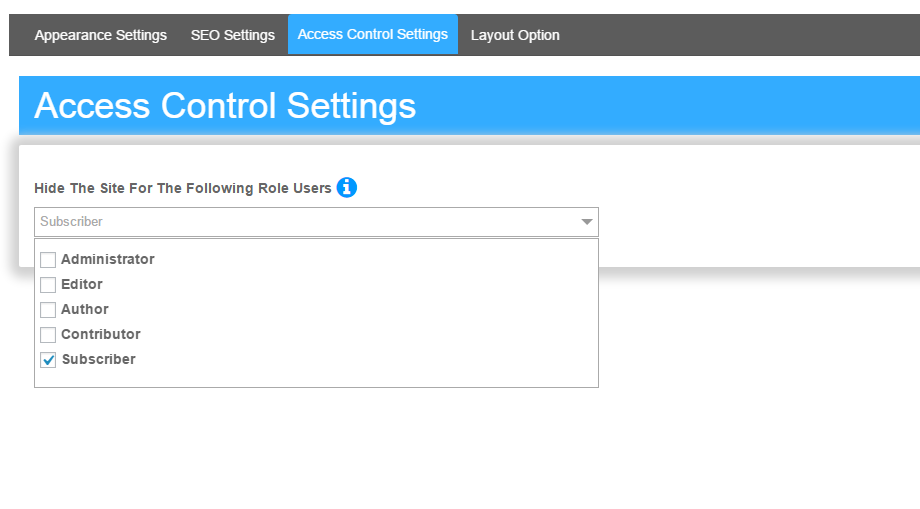 Appearance Settings SEO Settings Access Control Settings Layout Option
Access Control Settings
Hide The Site For The Following Role Users
Subscriber
Administrator
Editor
Author
Contributor
Subscriber